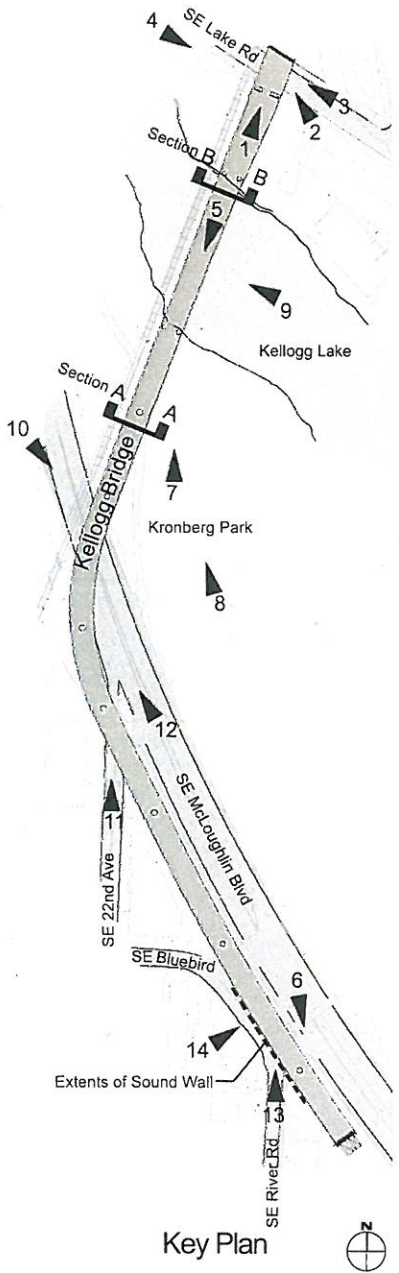 4
SE Lake Rd
3
2
1
Section B
B
5
9
Kellogg Lake
Section A
A
10
7
Kellogg Bridge
Kronberg Park
8
12
SE McLoughlin Blvd
11
SE 22nd Ave
SE Bluebird
6
14
Extents of Sound Wall
13
SE River Rd
Key Plan
N